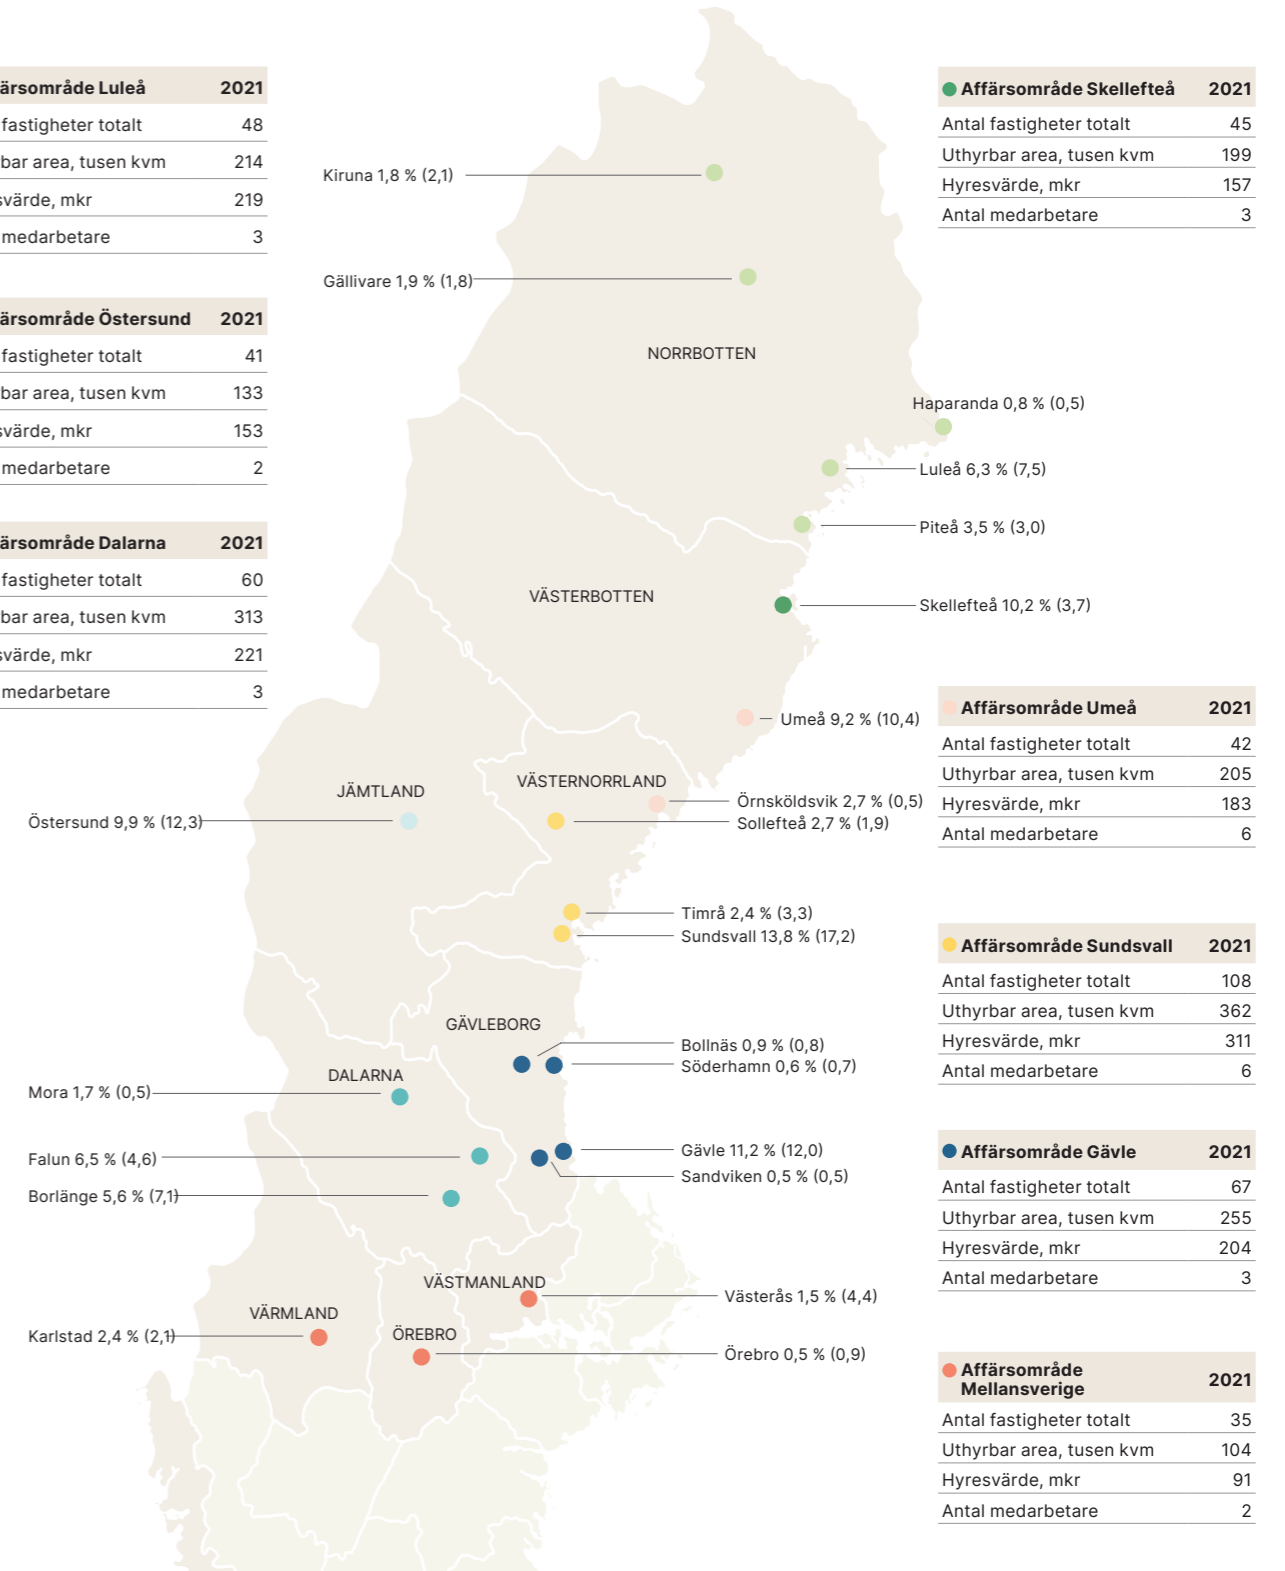 ärsområde Luleå 2021
fastigheter totalt 48
bar area, tusen kvm 214
svärde, mkr 219
medarbetare 3
ärsområde Östersund 2021
fastigheter totalt 41
bar area, tusen kvm 133
svärde, mkr 153
medarbetare 2
ärsområde Dalarna 2021
fastigheter totalt 60
bar area, tusen kvm 313
svärde, mkr 221
medarbetare 3
Kiruna 1,8 % (2,1)
Gällivare 1,9 % (1,8)
NORRBOTTEN
Haparanda 0,8 % (0,5)
Luleå 6,3 % (7,5)
Piteå 3,5 % (3,0)
VÄSTERBOTTEN
Skellefteå 10,2 % (3,7)
Umeå 9,2 % (10,4)
VÄSTERNORRLAND
JÄMTLAND
Örnsköldsvik 2,7 % (0,5)
Östersund 9,9 % (12,3)
Sollefteå 2,7 % (1,9)
Timrå 2,4 % (3,3)
Sundsvall 13,8 % (17,2)
GÄVLEBORG
Bollnäs 0,9 % (0,8)
Söderhamn 0,6 % (0,7)
DALARNA
Mora 1,7 % (0,5)
Gävle 11,2 % (12,0)
Falun 6,5 % (4,6)
Sandviken 0,5 % (0,5)
Borlänge 5,6 % (7,1)
VÄSTMANLAND
Västerås 1,5 % (4,4)
VÄRMLAND
Karlstad 2,4 % (2,1)
ÖREBRO
Örebro 0,5 % (0,9)
Affärsområde Skellefteå 2021
Antal fastigheter totalt 45
Uthyrbar area, tusen kvm 199
Hyresvärde, mkr 157
Antal medarbetare 3
Affärsområde Umeå 2021
Antal fastigheter totalt 42
Uthyrbar area, tusen kvm 205
Hyresvärde, mkr 183
Antal medarbetare 6
Affärsområde Sundsvall 2021
Antal fastigheter totalt 108
Uthyrbar area, tusen kvm 362
Hyresvärde, mkr 311
Antal medarbetare 6
Affärsområde Gävle 2021
Antal fastigheter totalt 67
Uthyrbar area, tusen kvm 255
Hyresvärde, mkr 204
Antal medarbetare 3
Affärsområde
Mellansverige 2021
Antal fastigheter totalt 35
Uthyrbar area, tusen kvm 104
Hyresvärde, mkr 91
Antal medarbetare 2